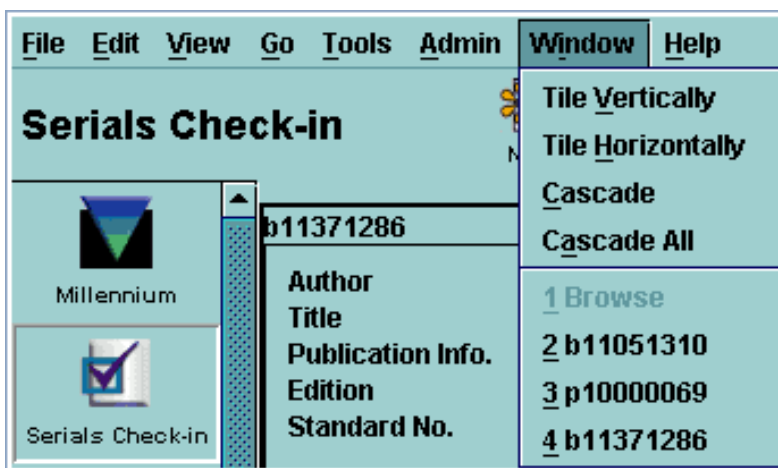 File Edit View Go Tools Admin Window Help
Serials Check-in
Tile Vertically
Tile Horizontally
Cascade
Cascade All
1 Browse
2 b11051310
3 p10000069
4 b11371286
Millennium
Serials Check-in
b11371286
Author
Title
Publication Info.
Edition
Standard No.